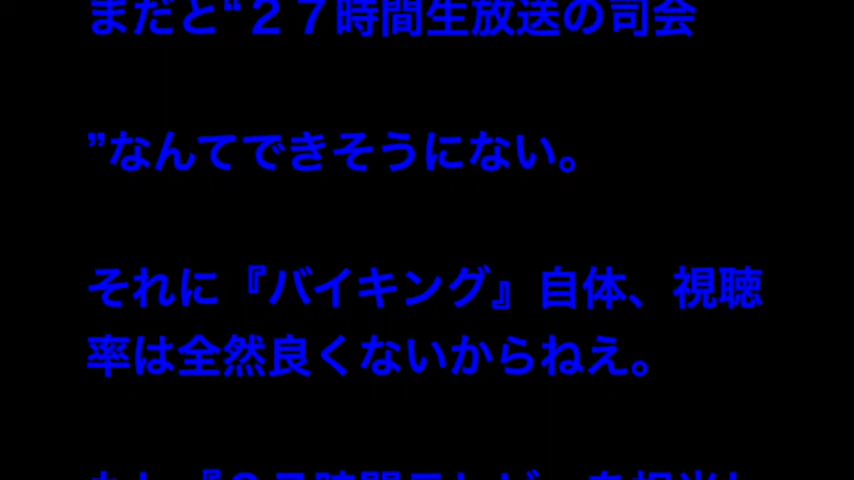 まだと“２７時間生放送の司会
”なんてできそうにない。
それに『バイキング』自体、視聴
率は全然良くないからねえ。